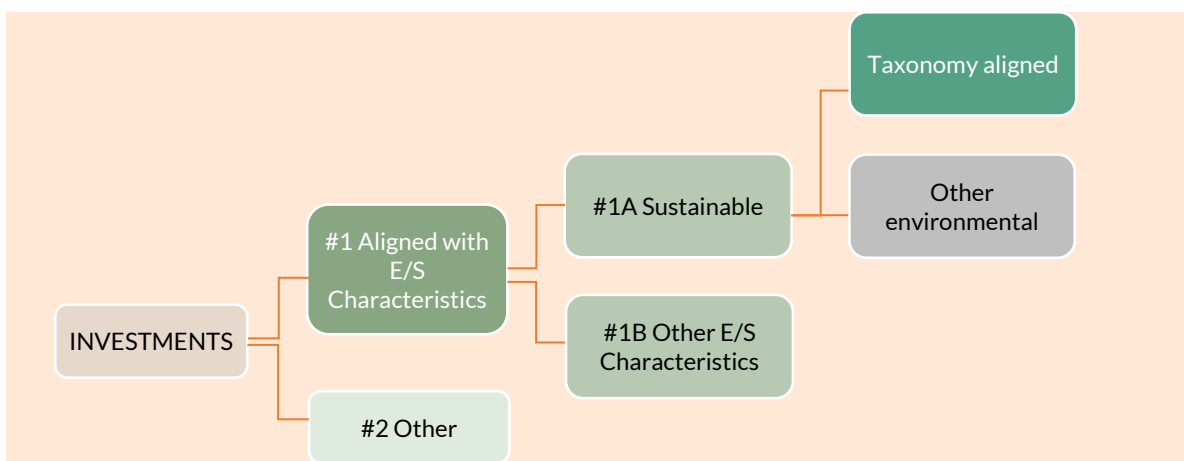 Taxonomy aligned
Other
environmental
#1A Sustainable
#1 Aligned with
E/S
Characteristics
#1B Other E/S
Characteristics
INVESTMENTS
#2 Other